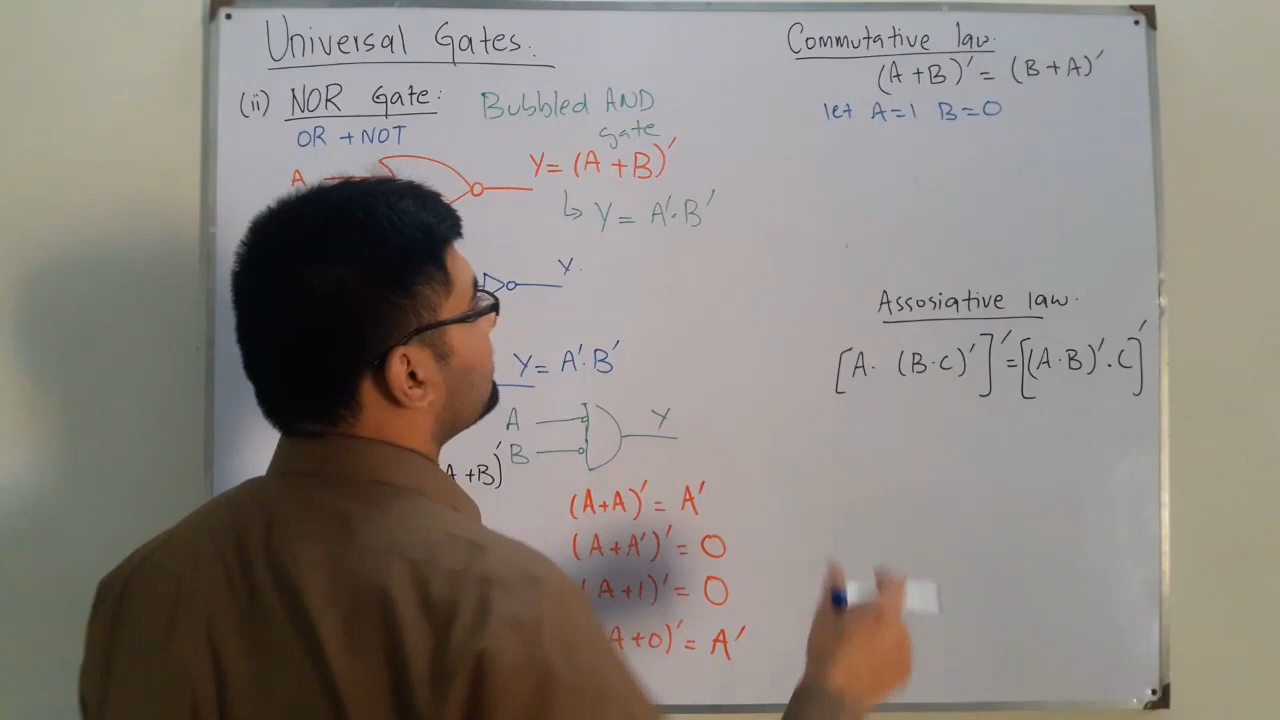 Universal Gates.
(ii) NOR Gate:
OR + NOT
Bubbled AND
gate
A
Y= (A+B)'
↳ Y = A'·B'
Y
Y= A'·B'
A
B
Y
A+B)'
(A+A)' = A'
(A+A')' = 0
(A+1)' = 0
A+0)' = A'
Commutative law.
(A+B)' = (B+A)'
let A=1 B=0
Assosiative law.
[A·(B·C)']' = [(A·B)'·C]'